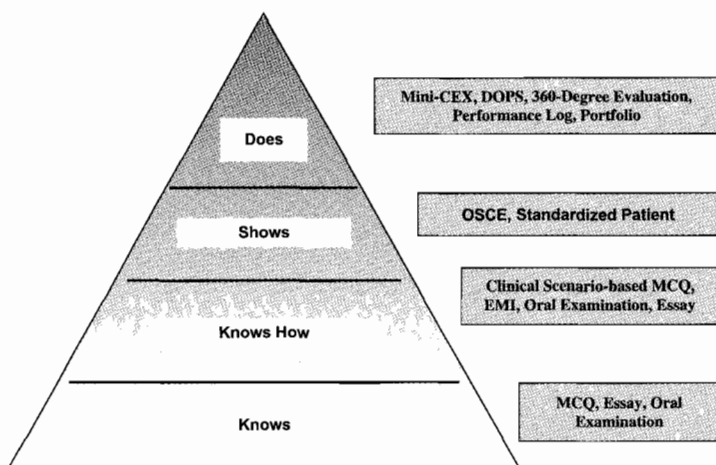 Mini-CEX, DOPS, 360-Degree Evaluation,
Performance Log, Portfolio
Does
OSCE, Standardized Patient
Shows
Clinical Scenario-based MCQ,
EMI, Oral Examination, Essay
Knows How
MCQ, Essay, Oral
Examination
Knows